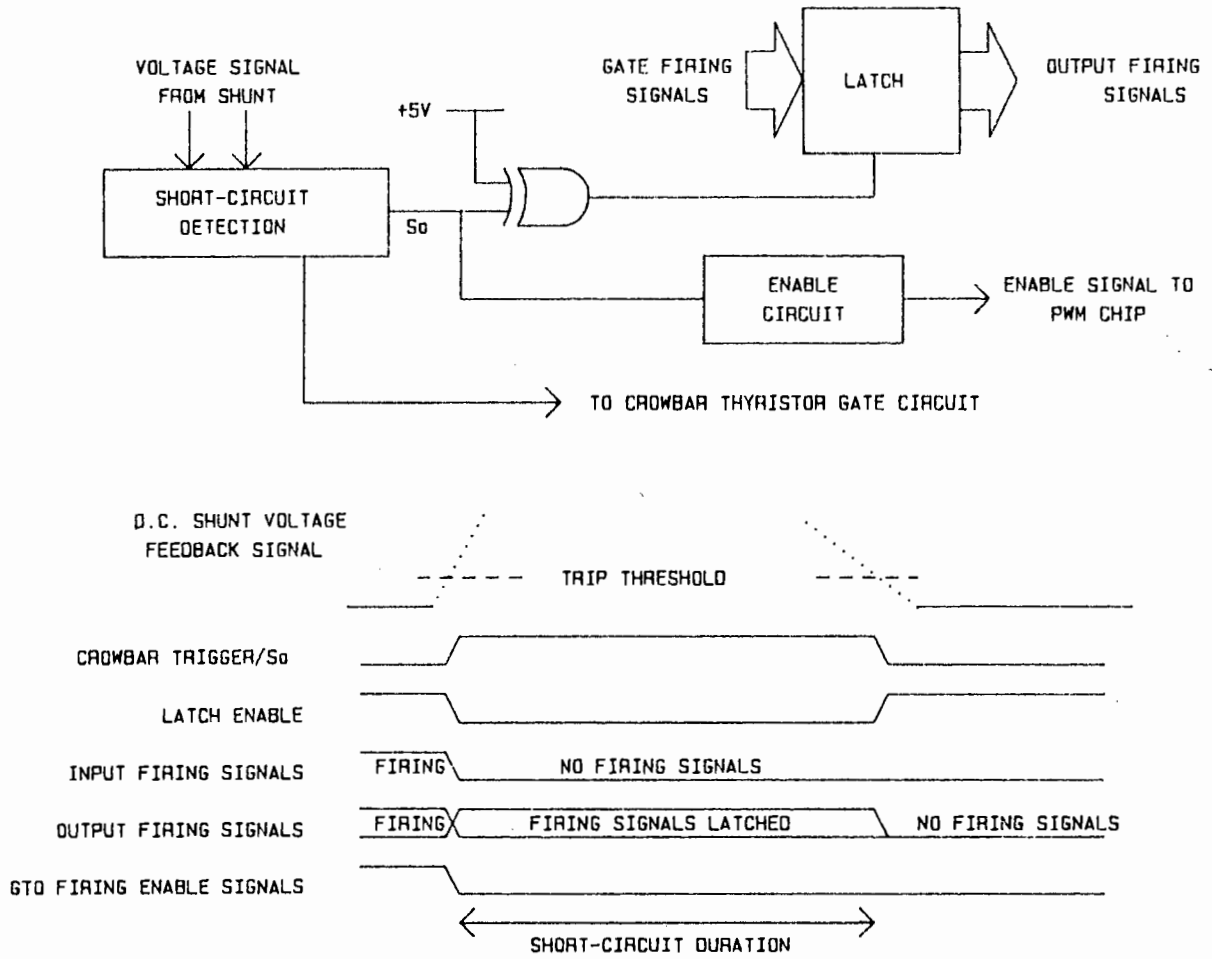 VOLTAGE SIGNAL
FROM SHUNT
+5V
GATE FIRING
SIGNALS
LATCH
OUTPUT FIRING
SIGNALS
SHORT-CIRCUIT
DETECTION
So
ENABLE
CIRCUIT
ENABLE SIGNAL TO
PWM CHIP
TO CROWBAR THYRISTOR GATE CIRCUIT
D.C. SHUNT VOLTAGE
FEEDBACK SIGNAL
TRIP THRESHOLD
CROWBAR TRIGGER/So
LATCH ENABLE
INPUT FIRING SIGNALS
FIRING
NO FIRING SIGNALS
OUTPUT FIRING SIGNALS
FIRING
FIRING SIGNALS LATCHED
NO FIRING SIGNALS
GTO FIRING ENABLE SIGNALS
SHORT-CIRCUIT DURATION